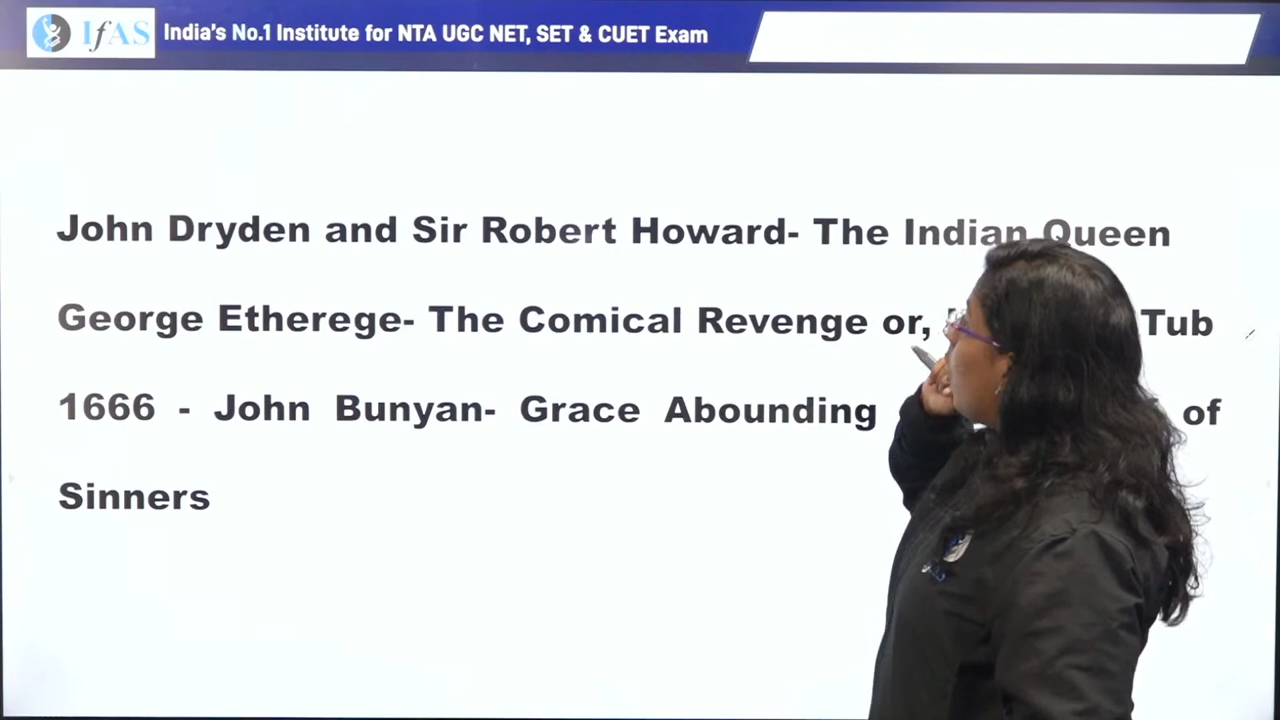 IfAS India's No.1 Institute for NTA UGC NET, SET & CUET Exam
John Dryden and Sir Robert Howard- The Indian Queen
George Etherege- The Comical Revenge or, Tub
1666 - John Bunyan- Grace Abounding of
Sinners